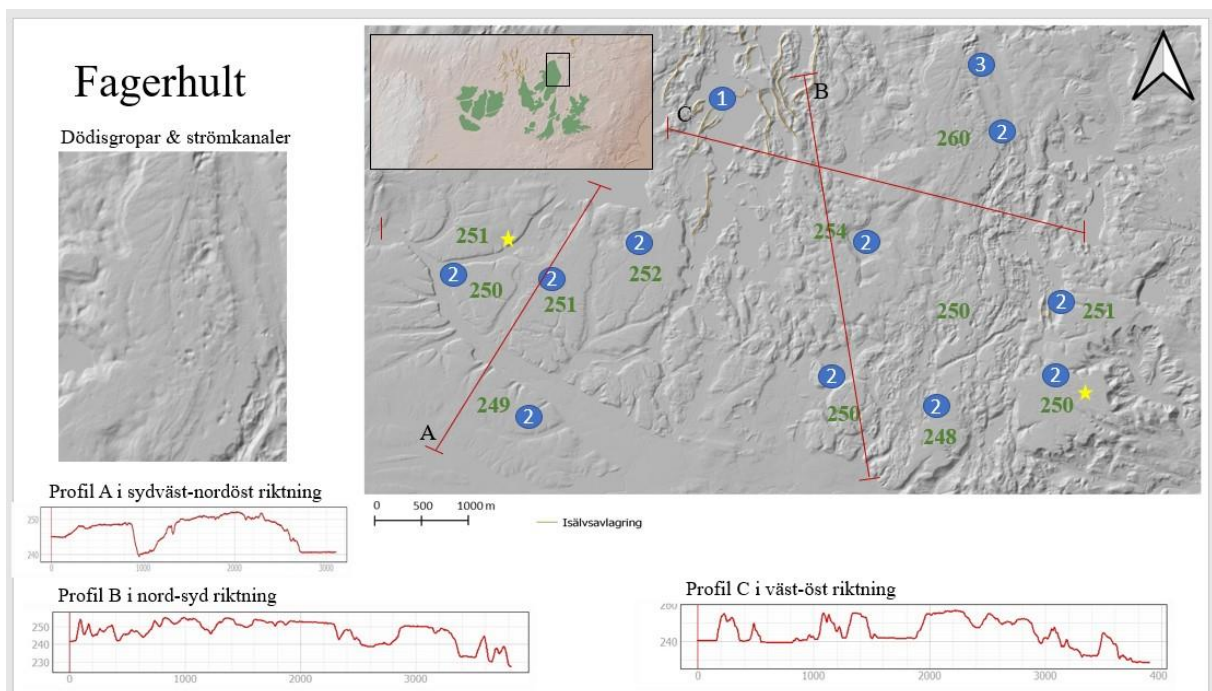 Fagerhult
Dödisgropar & strömkanaler
1
3
B
C
2
260
251
254
2
2
2
2
250
251
252
2
250
251
2
2
249
2
250
2
248
250
A
0 500 1000 m
Isälvsavlagring
Profil A i sydväst-nordöst riktning
250
240
0 1000 2000 3000
Profil B i nord-syd riktning
250
240
230
0 1000 2000 3000
Profil C i väst-öst riktning
260
240
0 1000 2000 3000 400